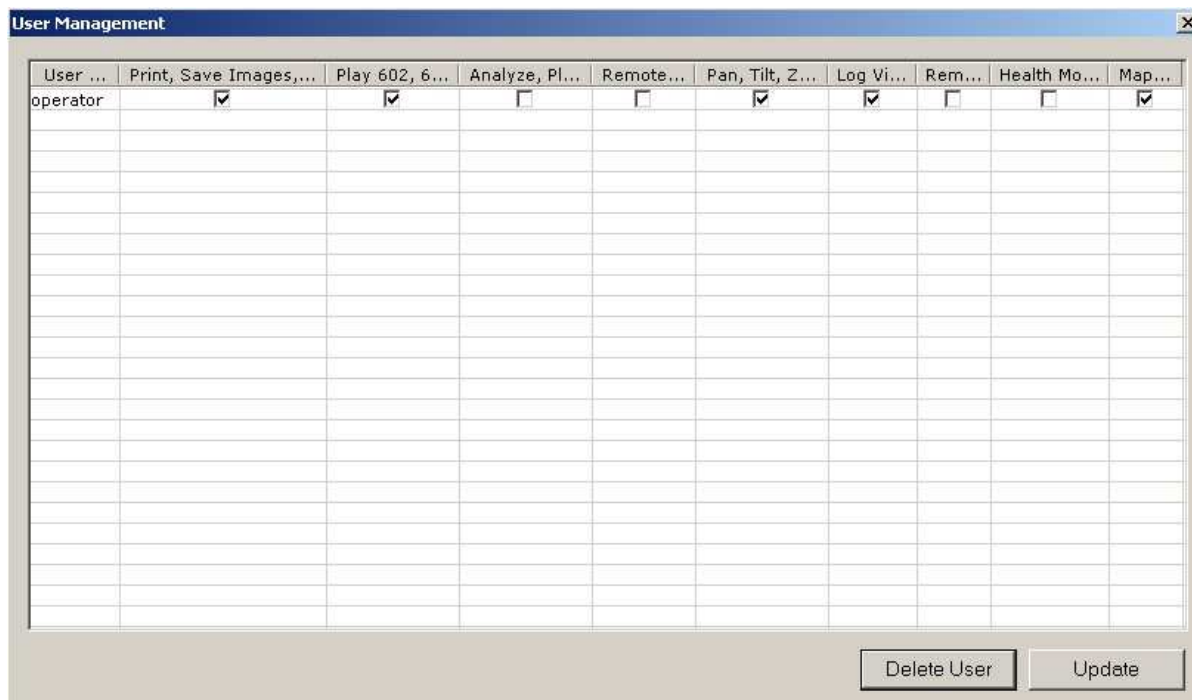 User Management
User ... Print, Save Images,... Play 602, 6... Analyze, Pl... Remote... Pan, Tilt, Z... Log Vi... Rem... Health Mo... Map...
operator
Delete User Update